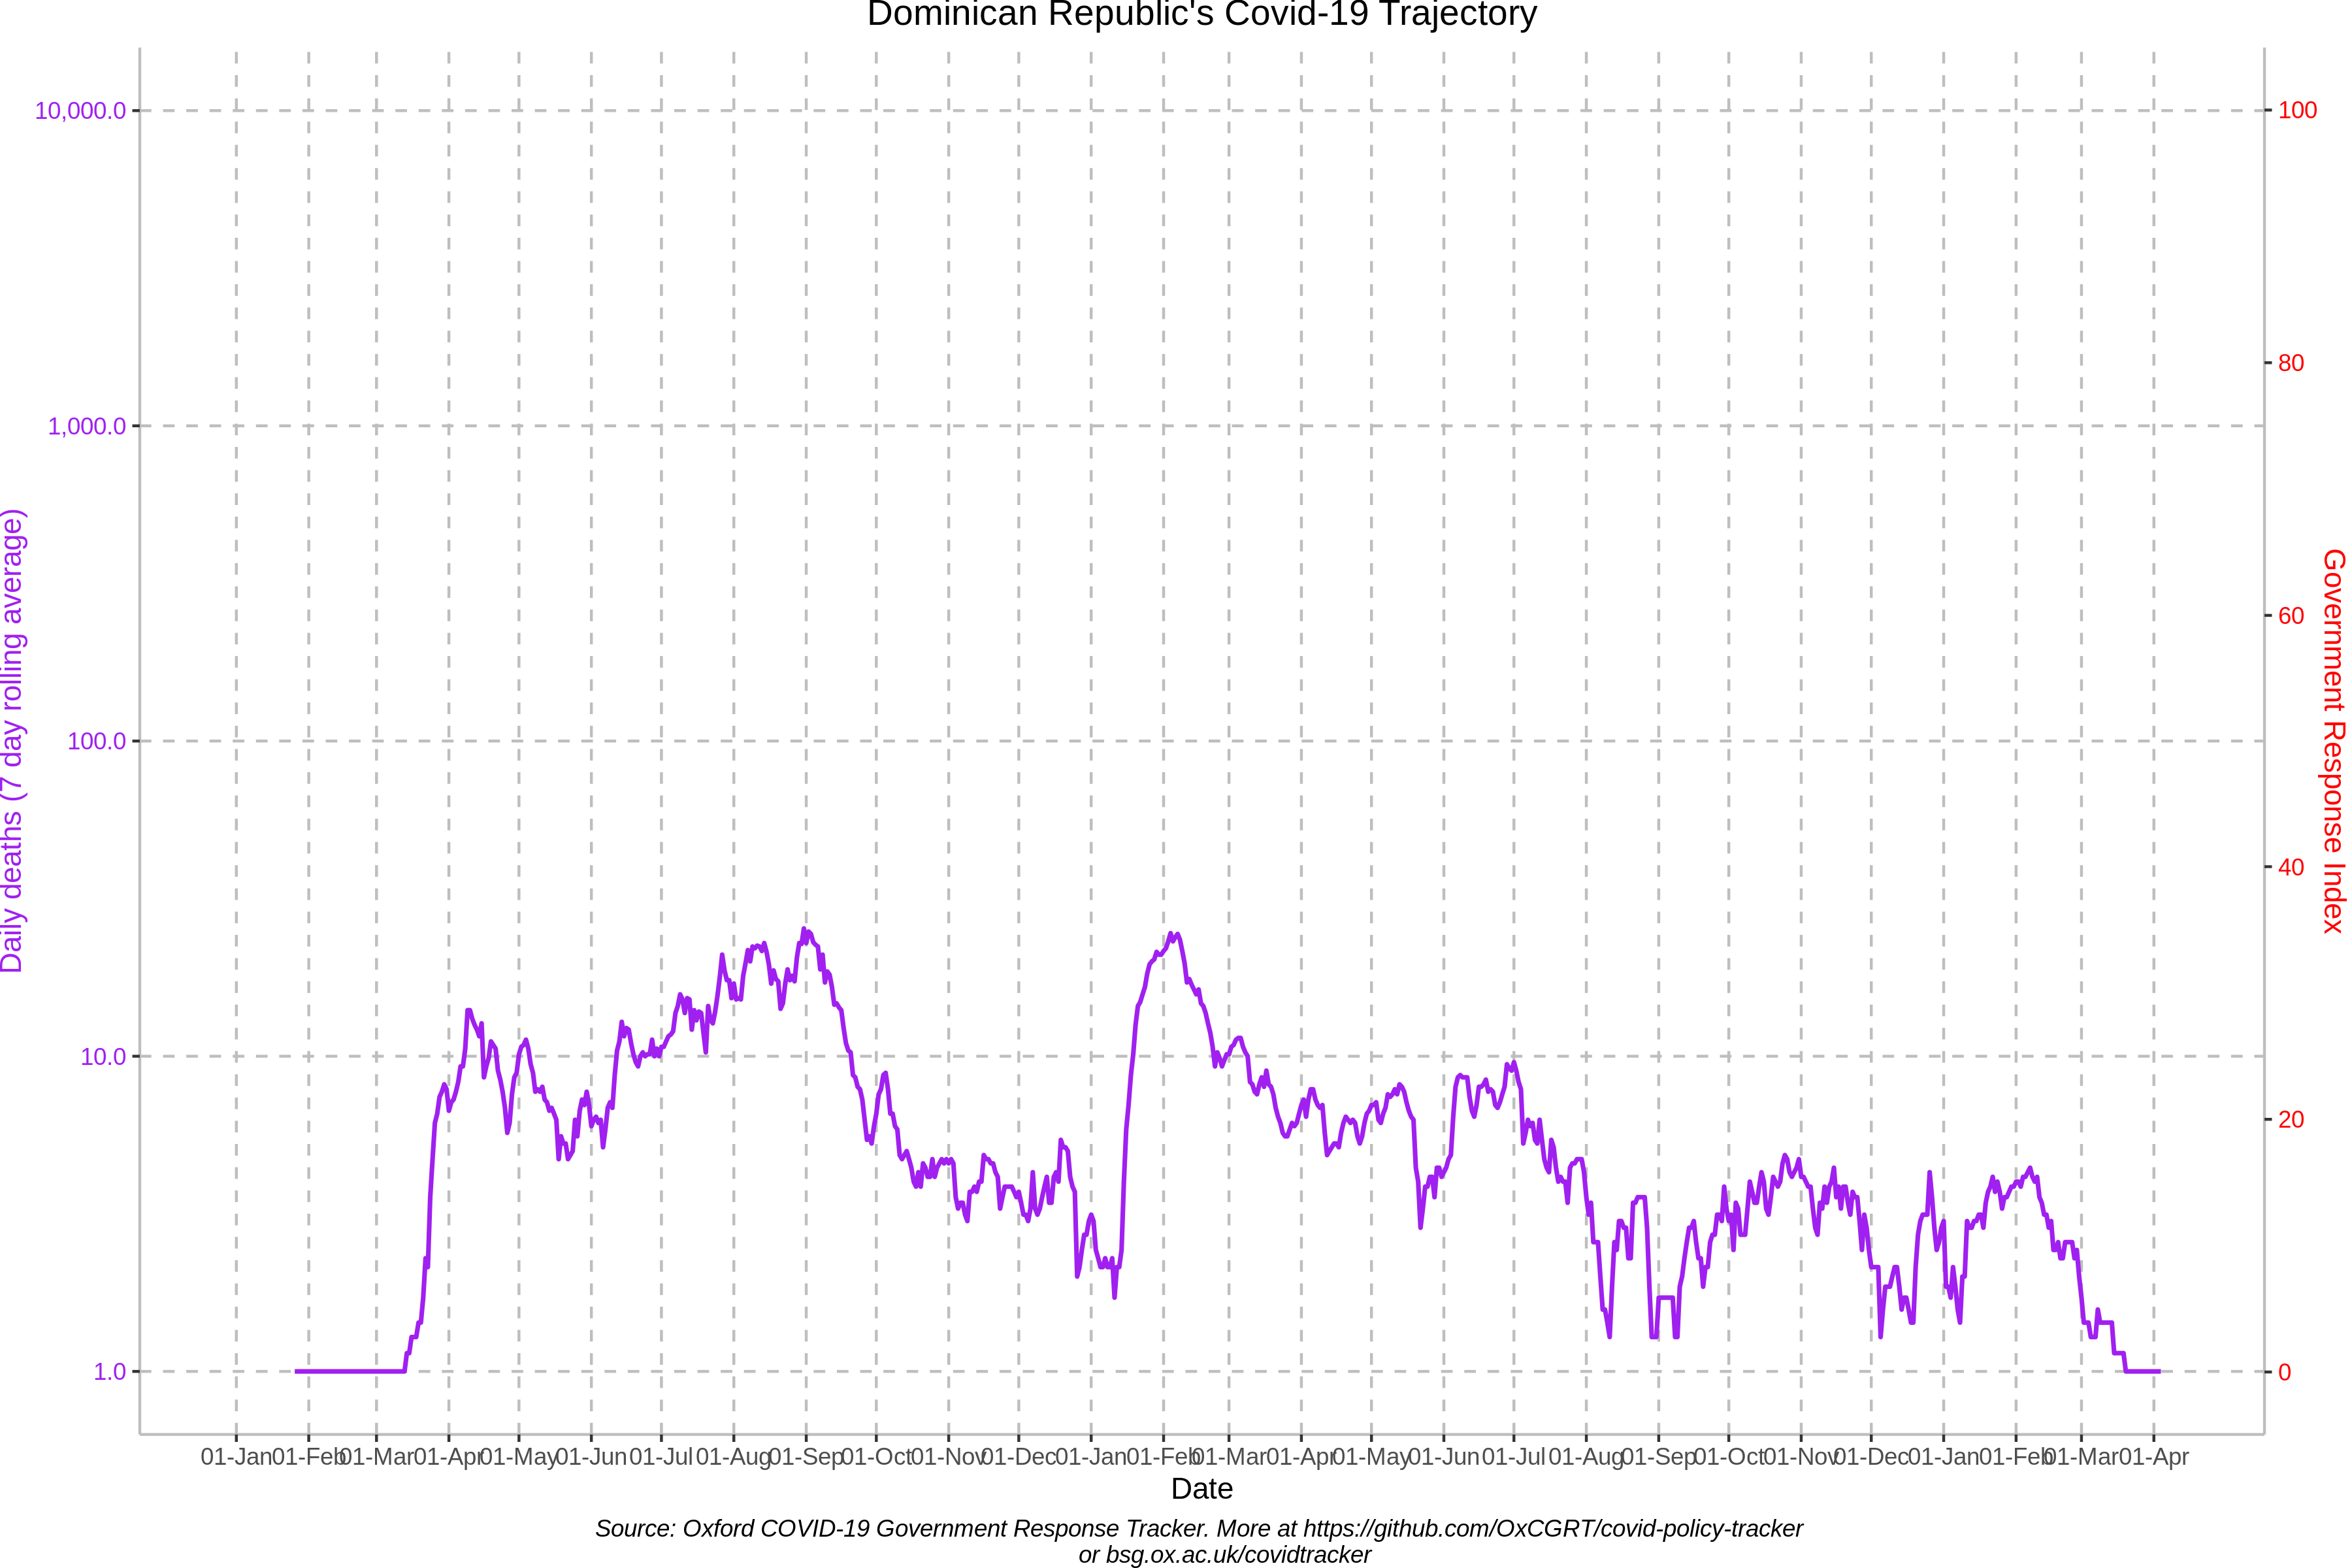 Dominican Republic's Covid-19 Trajectory
10,000.0
1,000.0
100.0
10.0
1.0
Daily deaths (7 day rolling average)
100
80
60
40
20
0
Government Response Index
01-Jan 01-Feb 01-Mar 01-Apr 01-May 01-Jun 01-Jul 01-Aug 01-Sep 01-Oct 01-Nov 01-Dec 01-Jan 01-Feb 01-Mar 01-Apr 01-May 01-Jun 01-Jul 01-Aug 01-Sep 01-Oct 01-Nov 01-Dec 01-Jan 01-Feb 01-Mar 01-Apr
Date
Source: Oxford COVID-19 Government Response Tracker. More at https://github.com/OxCGRT/covid-policy-tracker
or bsg.ox.ac.uk/covidtracker